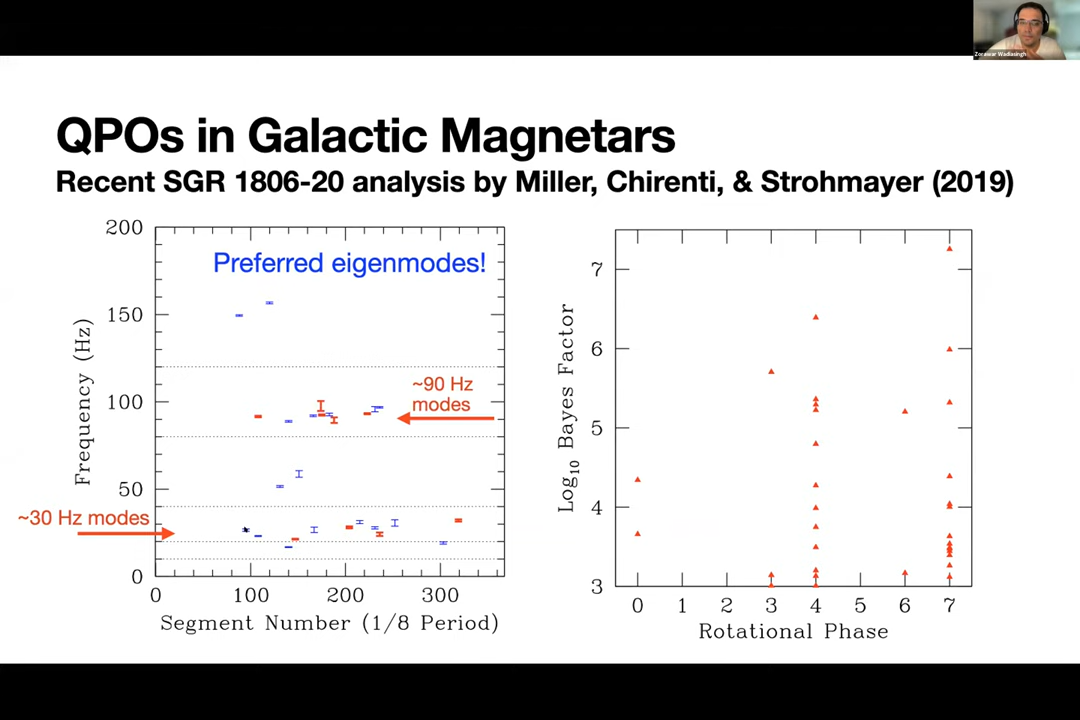 Zorawar Wadiasingh
QPOs in Galactic Magnetars
Recent SGR 1806-20 analysis by Miller, Chirenti, & Strohmayer (2019)
Preferred eigenmodes!
~90 Hz
modes
~30 Hz modes
Frequency (Hz)
200
150
100
50
0
0 100 200 300
Segment Number (1/8 Period)
Log10 Bayes Factor
7
6
5
4
3
0 1 2 3 4 5 6 7
Rotational Phase